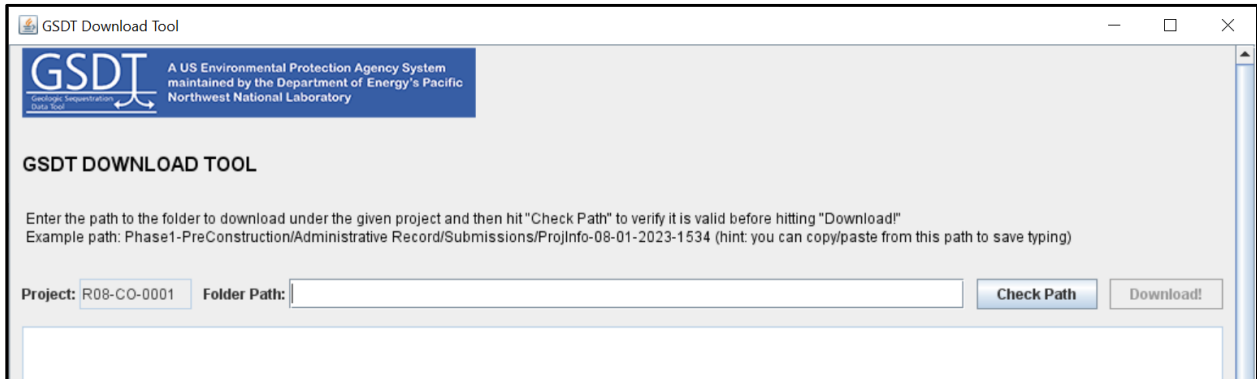 GSDT Download Tool
GSDT
Geologic Sequestration
Data Tool
A US Environmental Protection Agency System
maintained by the Department of Energy's Pacific
Northwest National Laboratory
GSDT DOWNLOAD TOOL
Enter the path to the folder to download under the given project and then hit "Check Path" to verify it is valid before hitting "Download!"
Example path: Phase1-PreConstruction/Administrative Record/Submissions/ProjInfo-08-01-2023-1534 (hint: you can copy/paste from this path to save typing)
Project: R08-CO-0001 Folder Path: Check Path Download!